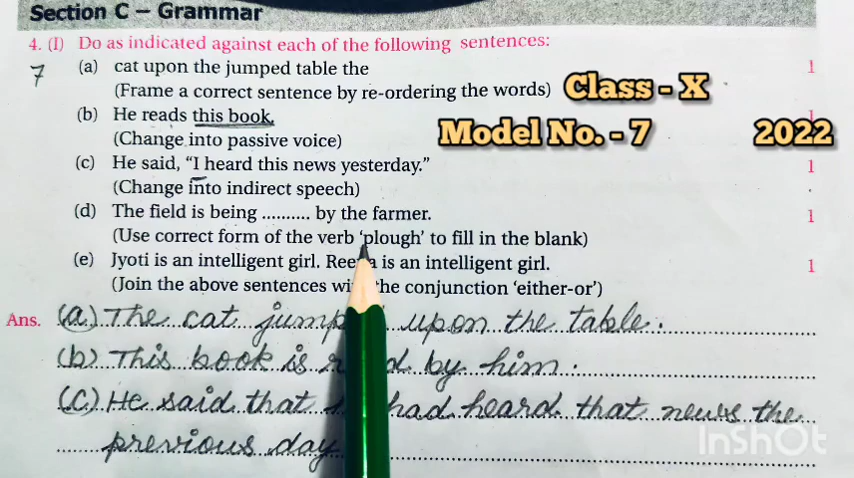 Section C – Grammar
4. (I) Do as indicated against each of the following sentences:
7 (a) cat upon the jumped table the 1
(Frame a correct sentence by re-ordering the words) Class - X
(b) He reads this book.
(Change into passive voice) Model No. - 7 2022
(c) He said, “I heard this news yesterday.” 1
(Change into indirect speech)
(d) The field is being .......... by the farmer. 1
(Use correct form of the verb ‘plough’ to fill in the blank)
(e) Jyoti is an intelligent girl. is an intelligent girl. 1
(Join the above sentences the conjunction ‘either-or’)
Ans. (a) The cat upon the table.
(b) This book is by him.
(c) He said that had heard that news the
previous day
InShOt